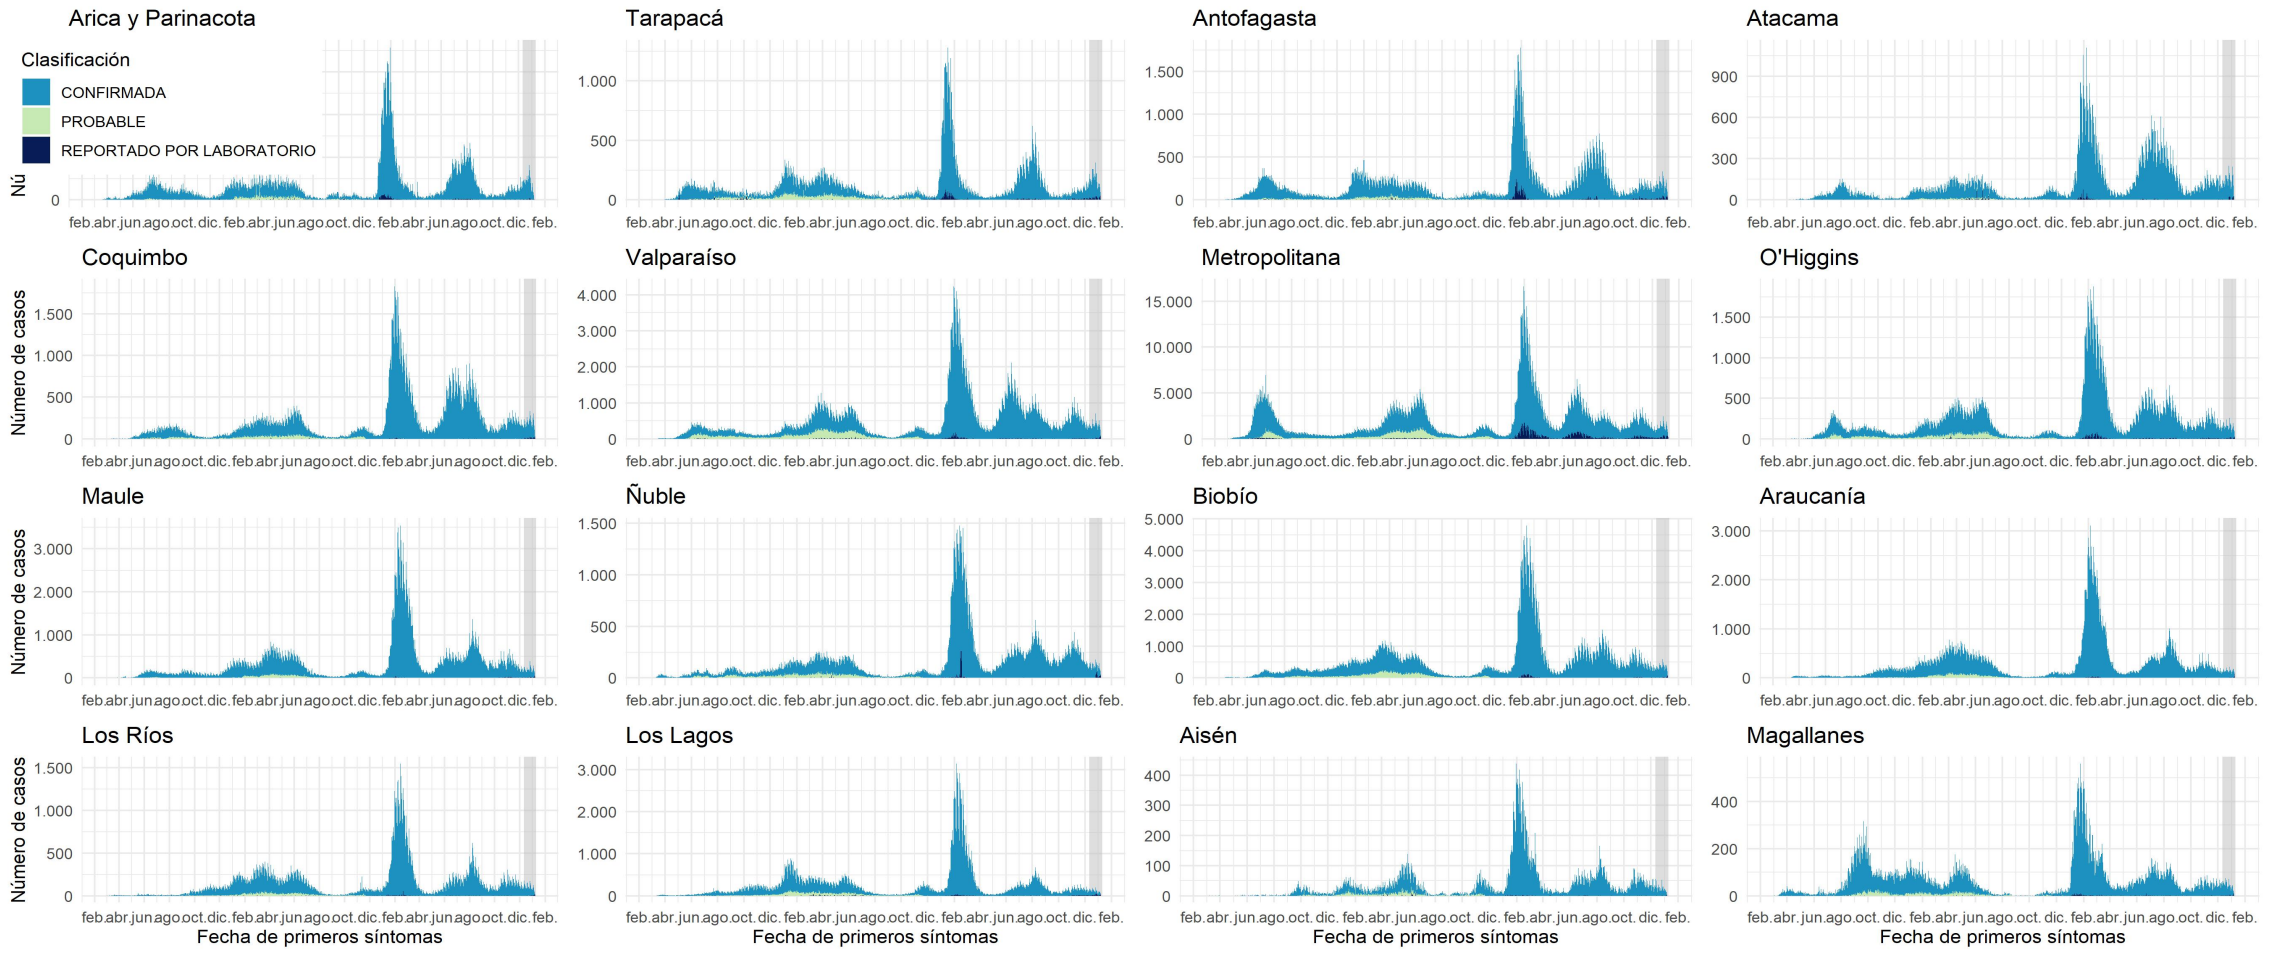 Arica y Parinacota
Tarapacá
Antofagasta
Atacama
Clasificación
CONFIRMADA
PROBABLE
REPORTADO POR LABORATORIO
Nú
0
1.000
500
0
1.500
1.000
500
0
900
600
300
0
feb. abr. jun. ago. oct. dic. feb. abr. jun. ago. oct. dic. feb. abr. jun. ago. oct. dic. feb.
feb. abr. jun. ago. oct. dic. feb. abr. jun. ago. oct. dic. feb. abr. jun. ago. oct. dic. feb.
feb. abr. jun. ago. oct. dic. feb. abr. jun. ago. oct. dic. feb. abr. jun. ago. oct. dic. feb.
feb. abr. jun. ago. oct. dic. feb. abr. jun. ago. oct. dic. feb. abr. jun. ago. oct. dic. feb.
Coquimbo
Valparaíso
Metropolitana
O'Higgins
Número de casos
1.500
1.000
500
0
4.000
3.000
2.000
1.000
0
15.000
10.000
5.000
0
1.500
1.000
500
0
feb. abr. jun. ago. oct. dic. feb. abr. jun. ago. oct. dic. feb. abr. jun. ago. oct. dic. feb.
feb. abr. jun. ago. oct. dic. feb. abr. jun. ago. oct. dic. feb. abr. jun. ago. oct. dic. feb.
feb. abr. jun. ago. oct. dic. feb. abr. jun. ago. oct. dic. feb. abr. jun. ago. oct. dic. feb.
feb. abr. jun. ago. oct. dic. feb. abr. jun. ago. oct. dic. feb. abr. jun. ago. oct. dic. feb.
Maule
Ñuble
Biobío
Araucanía
Número de casos
3.000
2.000
1.000
0
1.500
1.000
500
0
5.000
4.000
3.000
2.000
1.000
0
3.000
2.000
1.000
0
feb. abr. jun. ago. oct. dic. feb. abr. jun. ago. oct. dic. feb. abr. jun. ago. oct. dic. feb.
feb. abr. jun. ago. oct. dic. feb. abr. jun. ago. oct. dic. feb. abr. jun. ago. oct. dic. feb.
feb. abr. jun. ago. oct. dic. feb. abr. jun. ago. oct. dic. feb. abr. jun. ago. oct. dic. feb.
feb. abr. jun. ago. oct. dic. feb. abr. jun. ago. oct. dic. feb. abr. jun. ago. oct. dic. feb.
Los Ríos
Los Lagos
Aisén
Magallanes
Número de casos
1.500
1.000
500
0
3.000
2.000
1.000
0
400
300
200
100
0
400
200
0
feb. abr. jun. ago. oct. dic. feb. abr. jun. ago. oct. dic. feb. abr. jun. ago. oct. dic. feb.
feb. abr. jun. ago. oct. dic. feb. abr. jun. ago. oct. dic. feb. abr. jun. ago. oct. dic. feb.
feb. abr. jun. ago. oct. dic. feb. abr. jun. ago. oct. dic. feb. abr. jun. ago. oct. dic. feb.
feb. abr. jun. ago. oct. dic. feb. abr. jun. ago. oct. dic. feb. abr. jun. ago. oct. dic. feb.
Fecha de primeros síntomas
Fecha de primeros síntomas
Fecha de primeros síntomas
Fecha de primeros síntomas